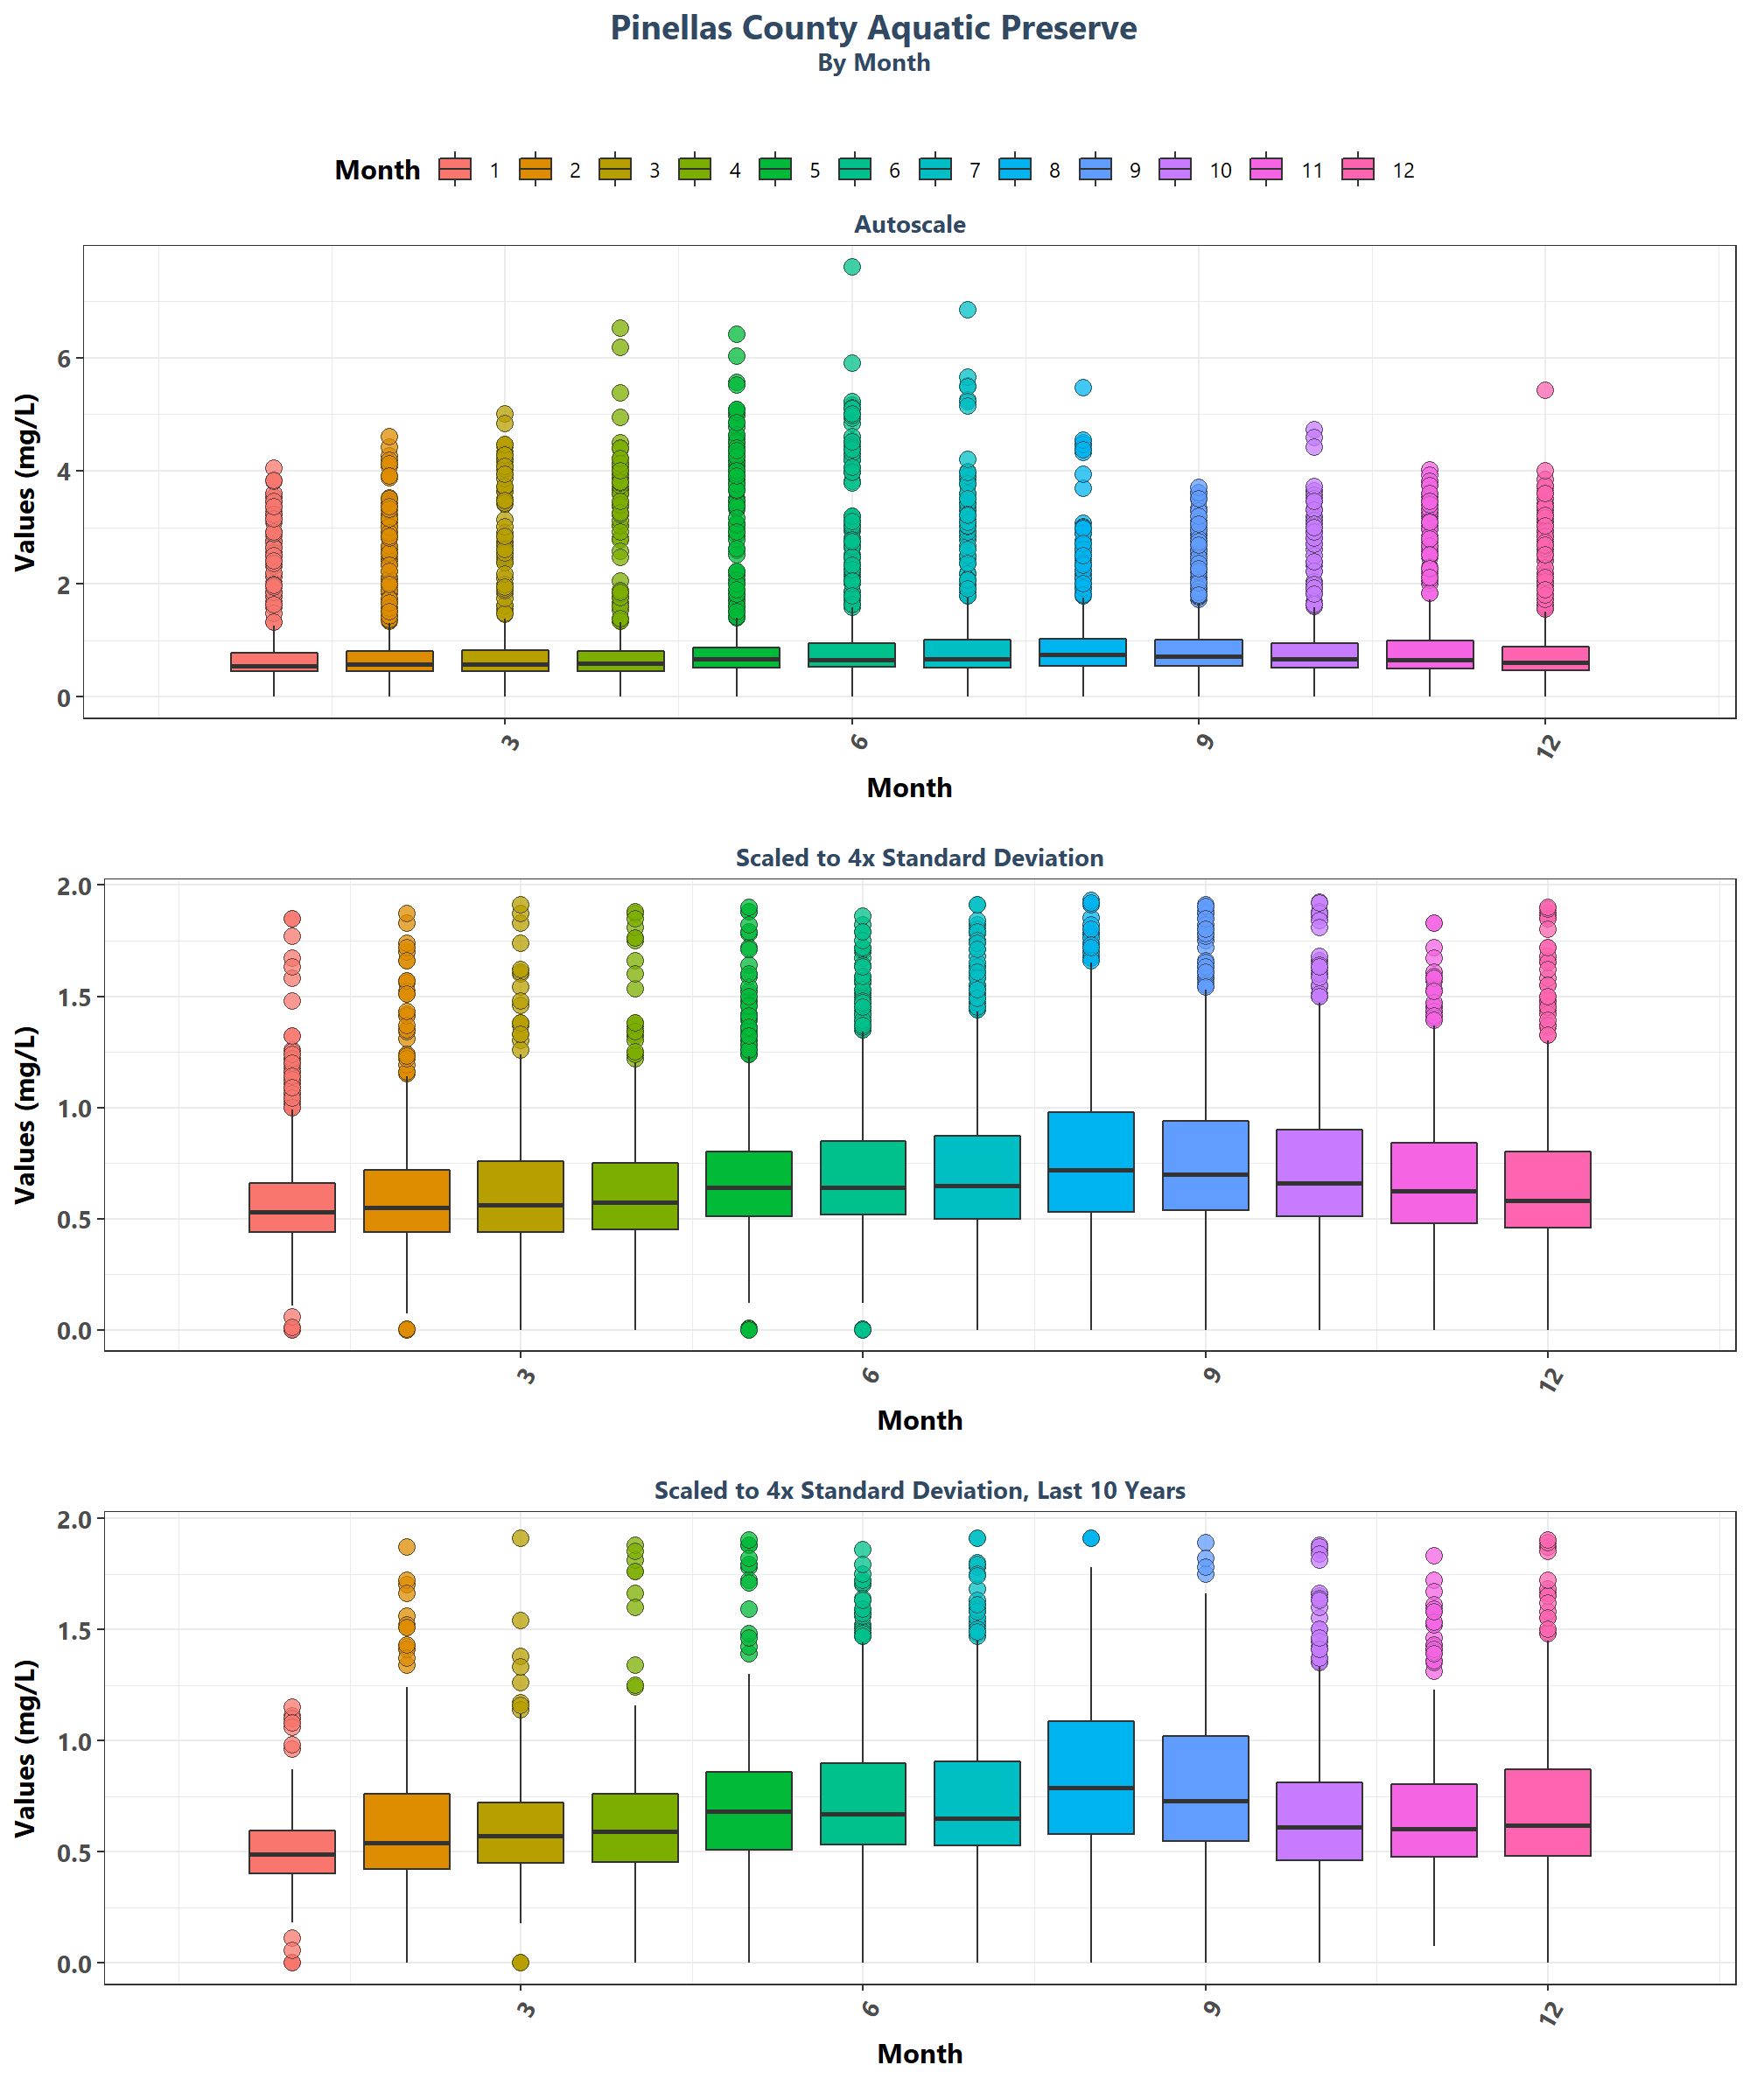 Pinellas County Aquatic Preserve
By Month
Month 1 2 3 4 5 6 7 8 9 10 11 12
Autoscale
Values (mg/L)
6
4
2
0
3 6 9 12
Month
Scaled to 4x Standard Deviation
Values (mg/L)
2.0
1.5
1.0
0.5
0.0
3 6 9 12
Month
Scaled to 4x Standard Deviation, Last 10 Years
Values (mg/L)
2.0
1.5
1.0
0.5
0.0
3 6 9 12
Month